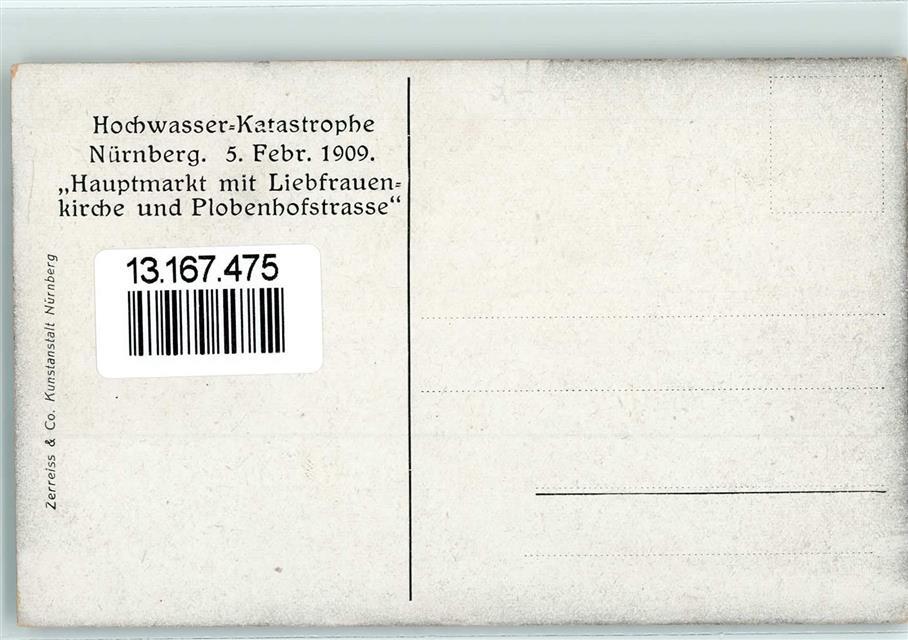 Hochwasser=Katastrophe
Nürnberg. 5. Febr. 1909.
„Hauptmarkt mit Liebfrauen=
kirche und Plobenhofstrasse“
13.167.475
Zerreiss & Co. Kunstanstalt Nürnberg